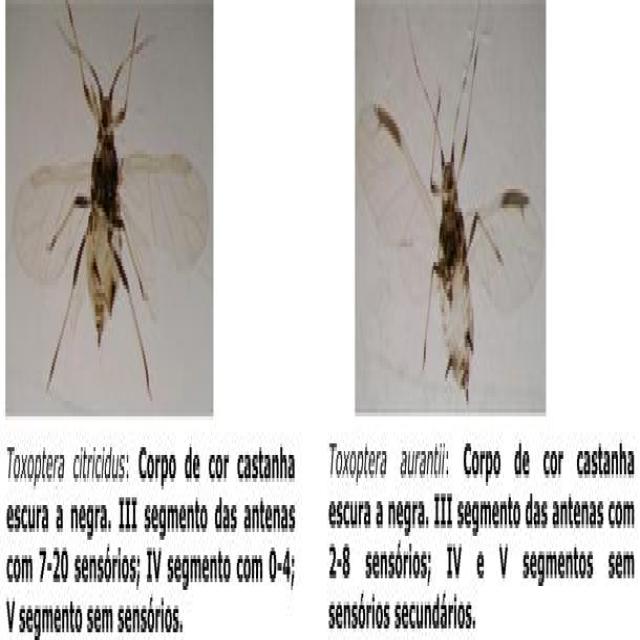 Toxoptera citricidus: Corpo de cor castanha
escura a negra. III segmento das antenas
com 7-20 sensórios; IV segmento com 0-4;
V segmento sem sensórios.
Toxoptera aurantii: Corpo de cor castanha
escura a negra. III segmento das antenas com
2-8 sensórios; IV e V segmentos sem
sensórios secundários.